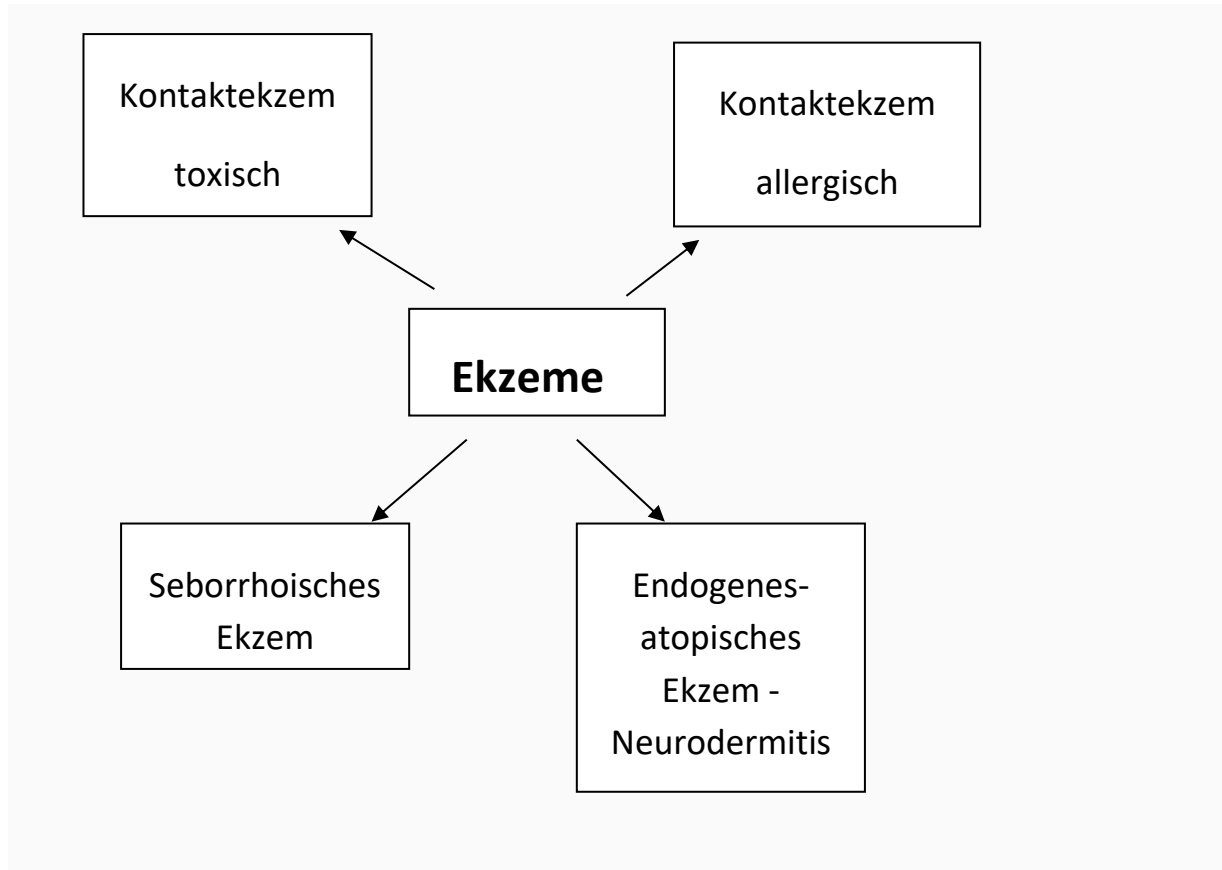 Kontaktekzem
toxisch
Kontaktekzem
allergisch
Ekzeme
Seborrhoisches
Ekzem
Endogenes-
atopisches
Ekzem -
Neurodermitis